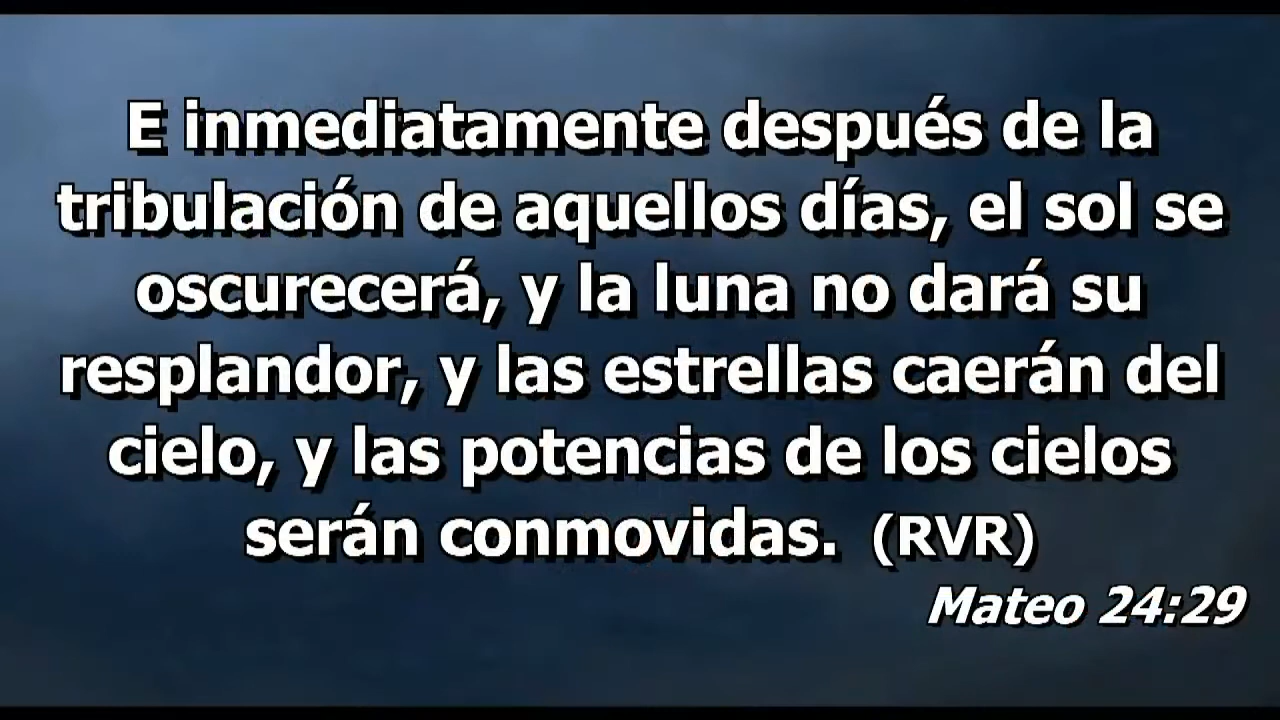 E inmediatamente después de la
tribulación de aquellos días, el sol se
oscurecerá, y la luna no dará su
resplandor, y las estrellas caerán del
cielo, y las potencias de los cielos
serán conmovidas. (RVR)
Mateo 24:29